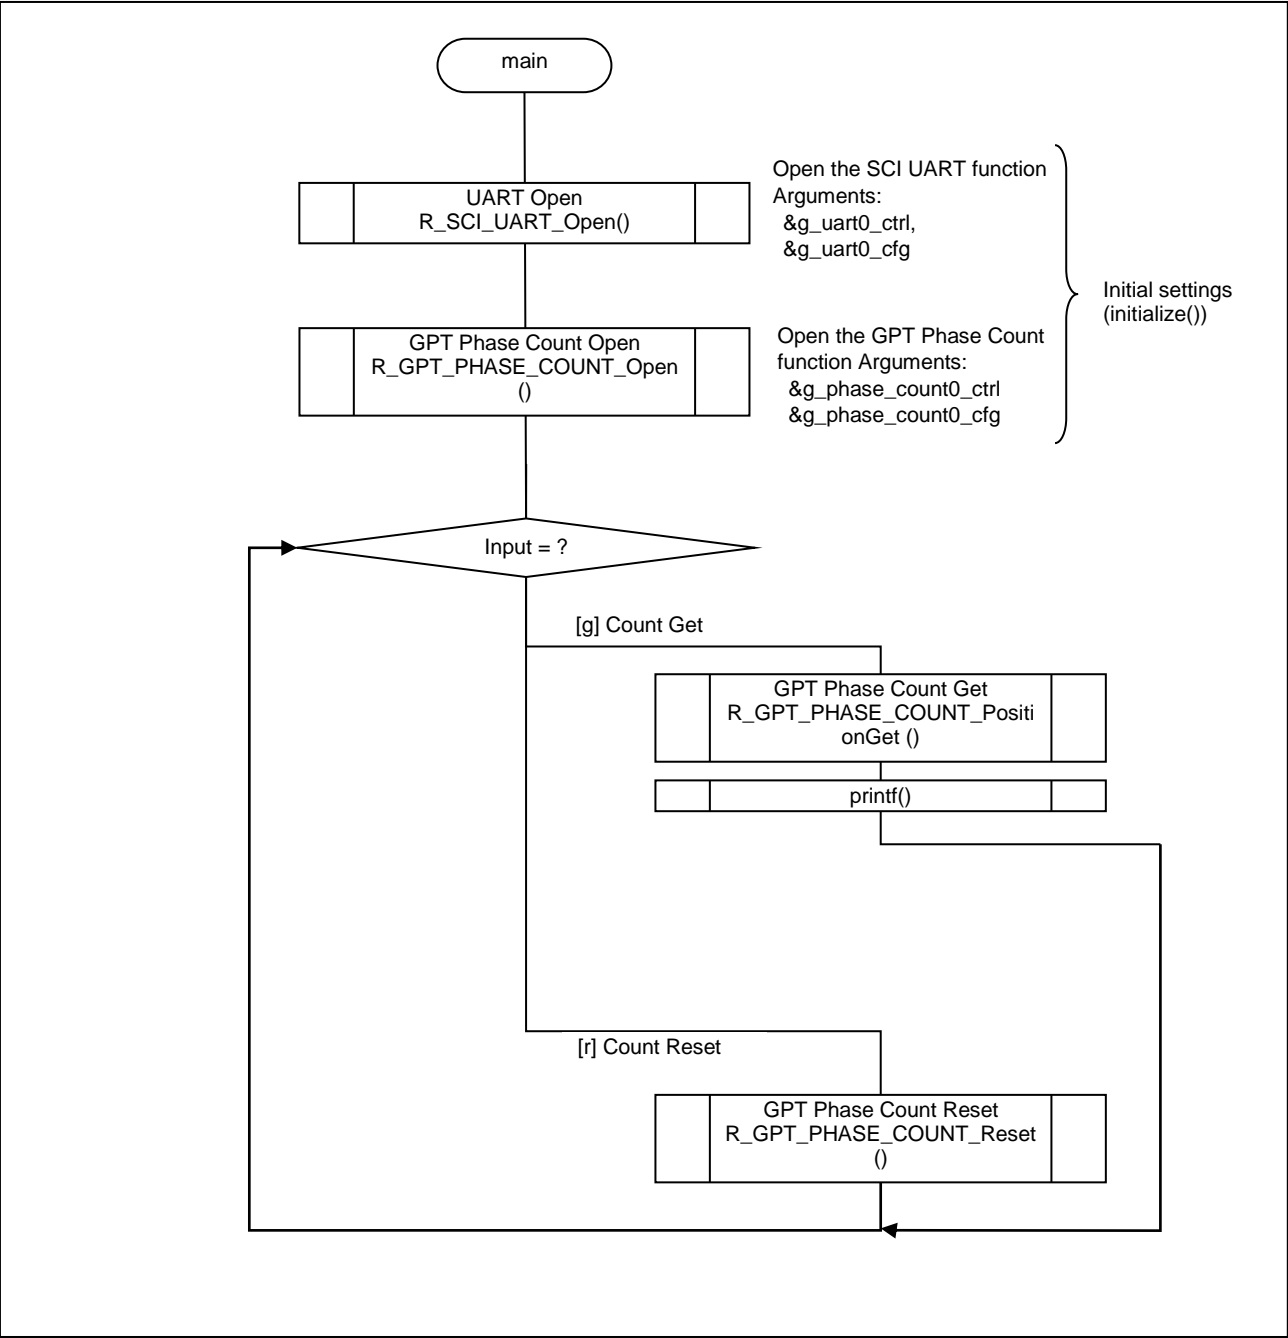 main
UART Open
R_SCI_UART_Open()
Open the SCI UART function
Arguments:
&g_uart0_ctrl,
&g_uart0_cfg
Initial settings
(initialize())
GPT Phase Count Open
R_GPT_PHASE_COUNT_Open
()
Open the GPT Phase Count
function Arguments:
&g_phase_count0_ctrl
&g_phase_count0_cfg
Input = ?
[g] Count Get
GPT Phase Count Get
R_GPT_PHASE_COUNT_Positi
onGet ()
printf()
[r] Count Reset
GPT Phase Count Reset
R_GPT_PHASE_COUNT_Reset
()